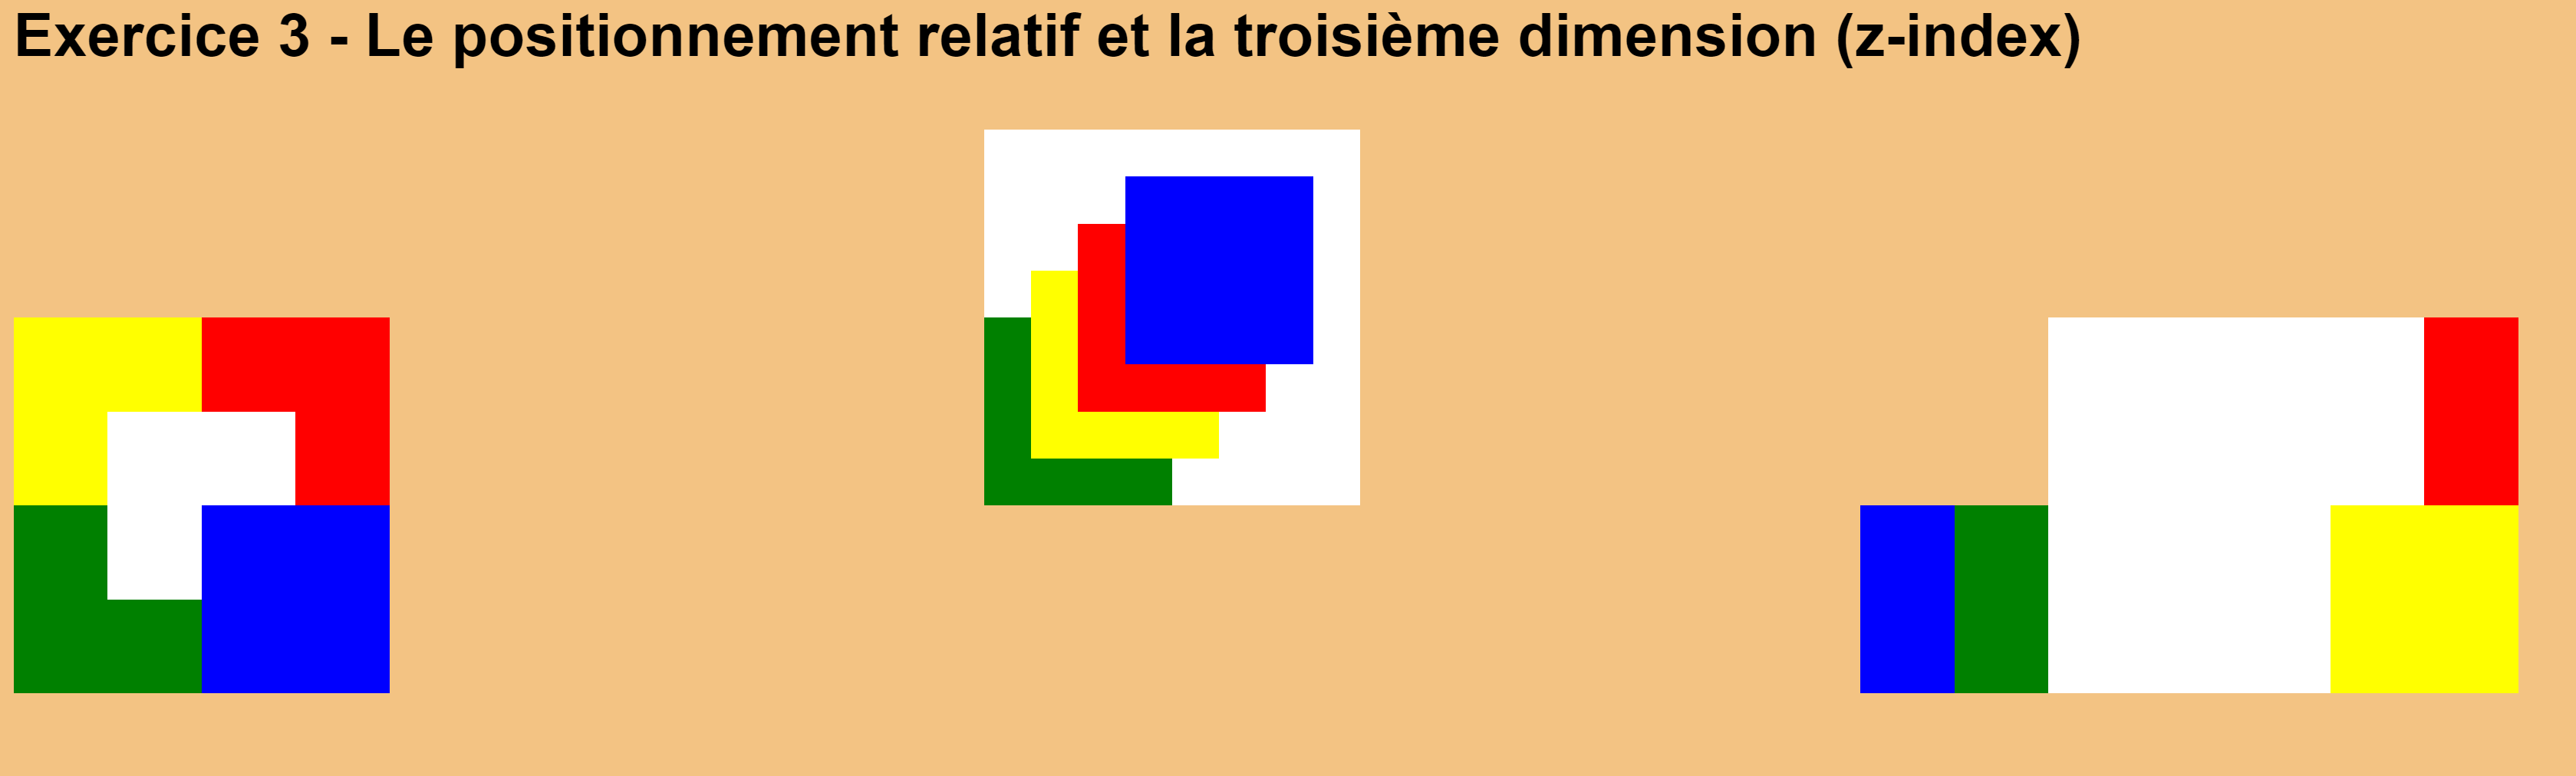 Exercice 3 - Le positionnement relatif et la troisième dimension (z-index)